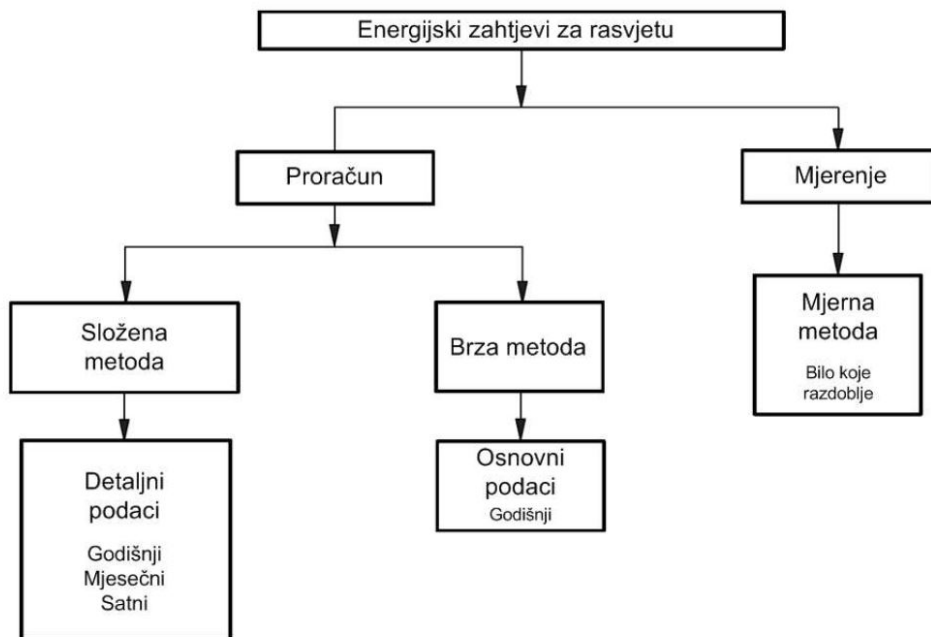 Energijski zahtjevi za rasvjetu
Proračun
Mjerenje
Složena
metoda
Brza metoda
Mjerna
metoda
Bilo koje
razdoblje
Detaljni
podaci
Godišnji
Mjesečni
Satni
Osnovni
podaci
Godišnji